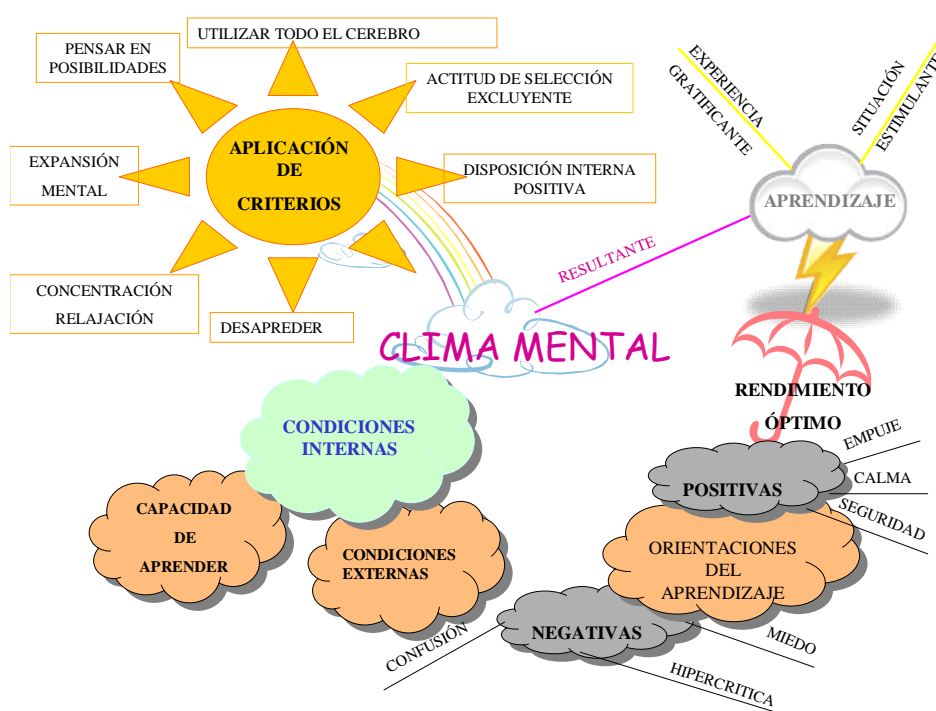 UTILIZAR TODO EL CEREBRO
PENSAR EN
POSIBILIDADES
ACTITUD DE SELECCIÓN
EXCLUYENTE
EXPANSIÓN
MENTAL
APLICACIÓN
DE
CRITERIOS
DISPOSICIÓN INTERNA
POSITIVA
CONCENTRACIÓN
RELAJACIÓN
DESAPREDER
EXPERIENCIA
GRATIFICANTE
SITUACIÓN
ESTIMULANTE
APRENDIZAJE
RESULTANTE
CLIMA MENTAL
RENDIMIENTO
ÓPTIMO
CONDICIONES
INTERNAS
CAPACIDAD
DE
APRENDER
CONDICIONES
EXTERNAS
POSITIVAS
EMPUJE
CALMA
SEGURIDAD
ORIENTACIONES
DEL
APRENDIZAJE
NEGATIVAS
CONFUSIÓN
MIEDO
HIPERCRITICA